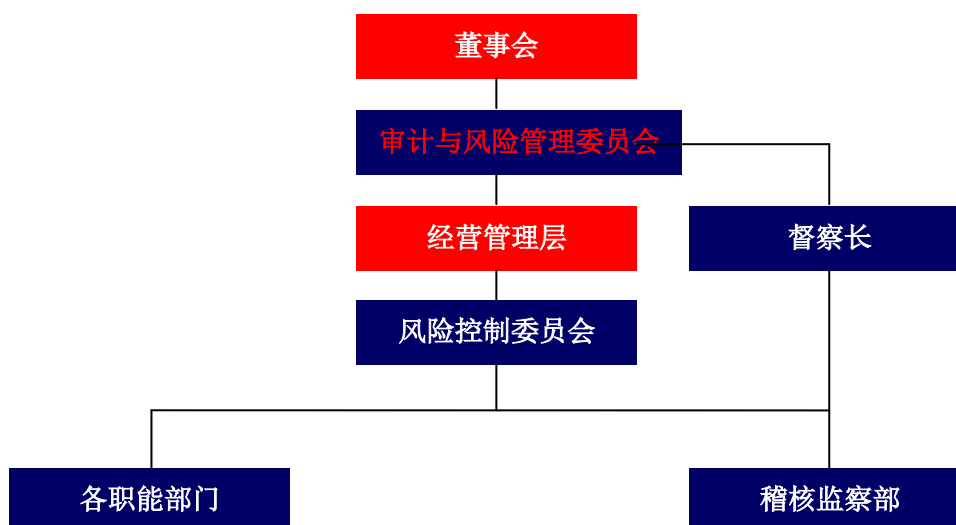 董事会
审计与风险管理委员会
经营管理层
督察长
风险控制委员会
各职能部门
稽核监察部